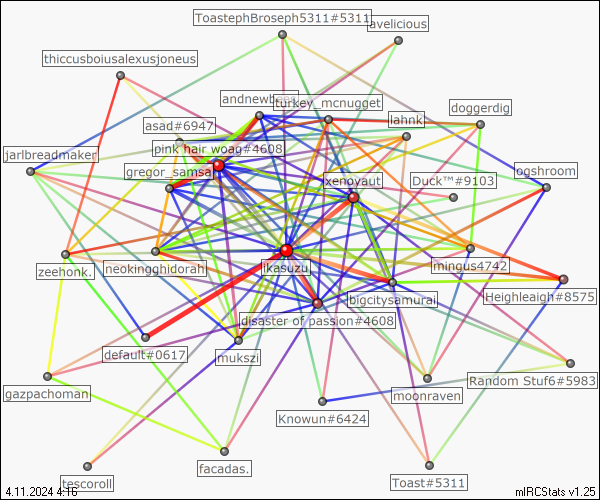 ToastephBroseph5311#5311
avelicious
thiccusboiusalexusjoneus
turkey_mcnugget
doggerdig
lahnk
asad#6947
pink hair woag#4608
jarlbreadmaker
gregor_samsa
xenoyaut
Duck™#9103
ogshroom
zeehonk.
neokingghidorah
ikasuzu
mingus4742
bigcitysamurai
Heighleaigh#8575
disaster of passion#4608
default#0617
mukszi
gazpachoman
moonraven
Random Stuf6#5983
Knowun#6424
tescoroll
facadas.
Toast#5311
4.11.2024 4:16
mIRCStats v1.25